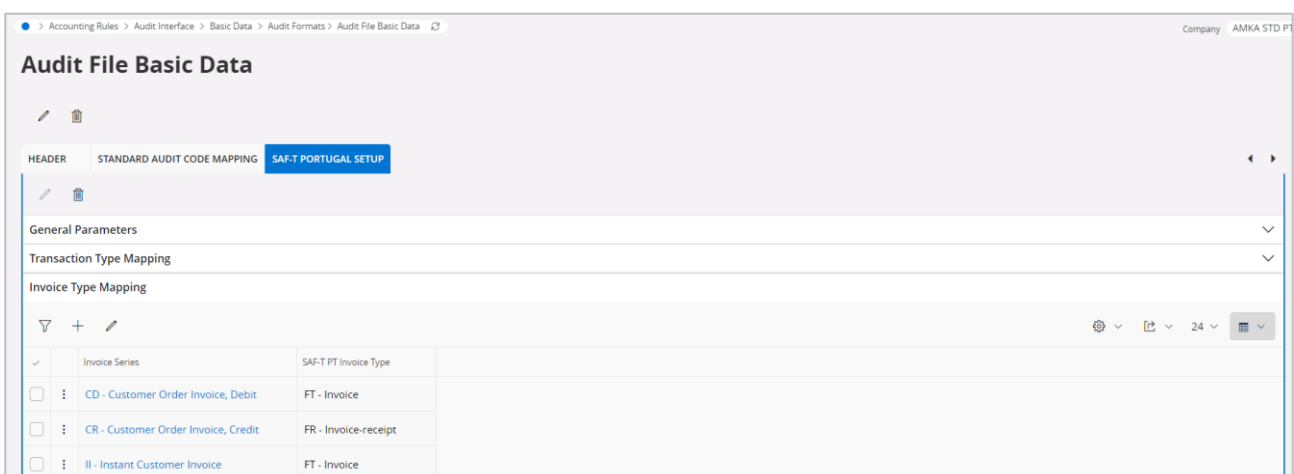 > Accounting Rules > Audit Interface > Basic Data > Audit Formats > Audit File Basic Data
Company AMKA STD PT
Audit File Basic Data
HEADER STANDARD AUDIT CODE MAPPING SAF-T PORTUGAL SETUP
General Parameters
Transaction Type Mapping
Invoice Type Mapping
24
Invoice Series SAF-T PT Invoice Type
CD - Customer Order Invoice, Debit FT - Invoice
CR - Customer Order Invoice, Credit FR - Invoice-receipt
II - Instant Customer Invoice FT - Invoice